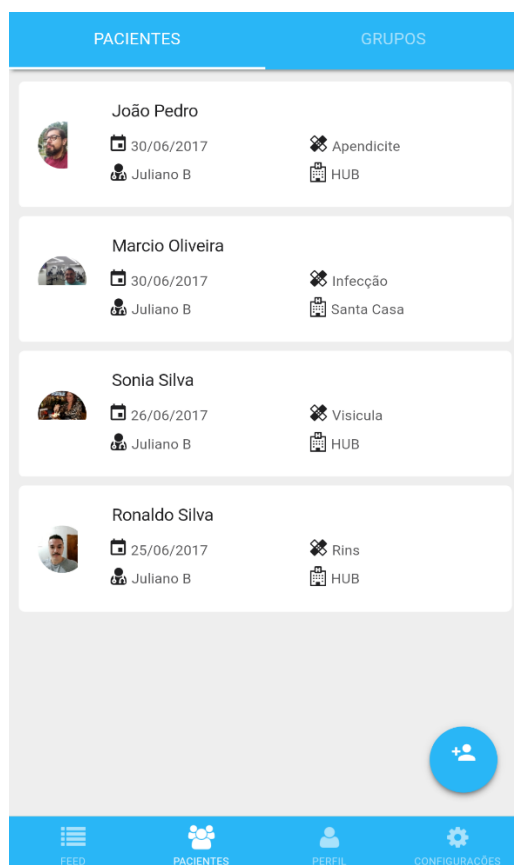 PACIENTES GRUPOS
João Pedro
30/06/2017 Apendicite
Juliano B HUB
Marcio Oliveira
30/06/2017 Infecção
Juliano B Santa Casa
Sonia Silva
26/06/2017 Visicula
Juliano B HUB
Ronaldo Silva
25/06/2017 Rins
Juliano B HUB
FEED PACIENTES PERFIL CONFIGURAÇÕES